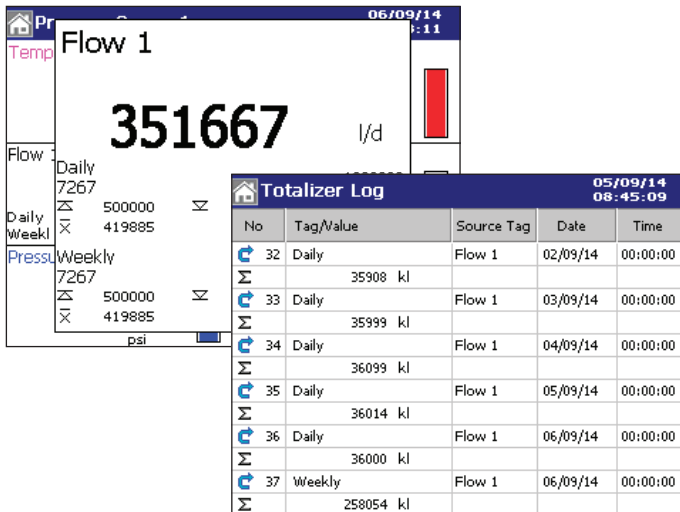 06/09/14
:11
Temp
Flow 1
351667
l/d
Flow
Daily
7267
500000
419885
Daily
Weekl
Pressu
Weekly
7267
500000
419885
psi
Totalizer Log
05/09/14
08:45:09
No Tag/Value Source Tag Date Time
32 Daily Flow 1 02/09/14 00:00:00
Σ 35908 kl
33 Daily Flow 1 03/09/14 00:00:00
Σ 35999 kl
34 Daily Flow 1 04/09/14 00:00:00
Σ 36099 kl
35 Daily Flow 1 05/09/14 00:00:00
Σ 36014 kl
36 Daily Flow 1 06/09/14 00:00:00
Σ 36000 kl
37 Weekly Flow 1 06/09/14 00:00:00
Σ 258054 kl